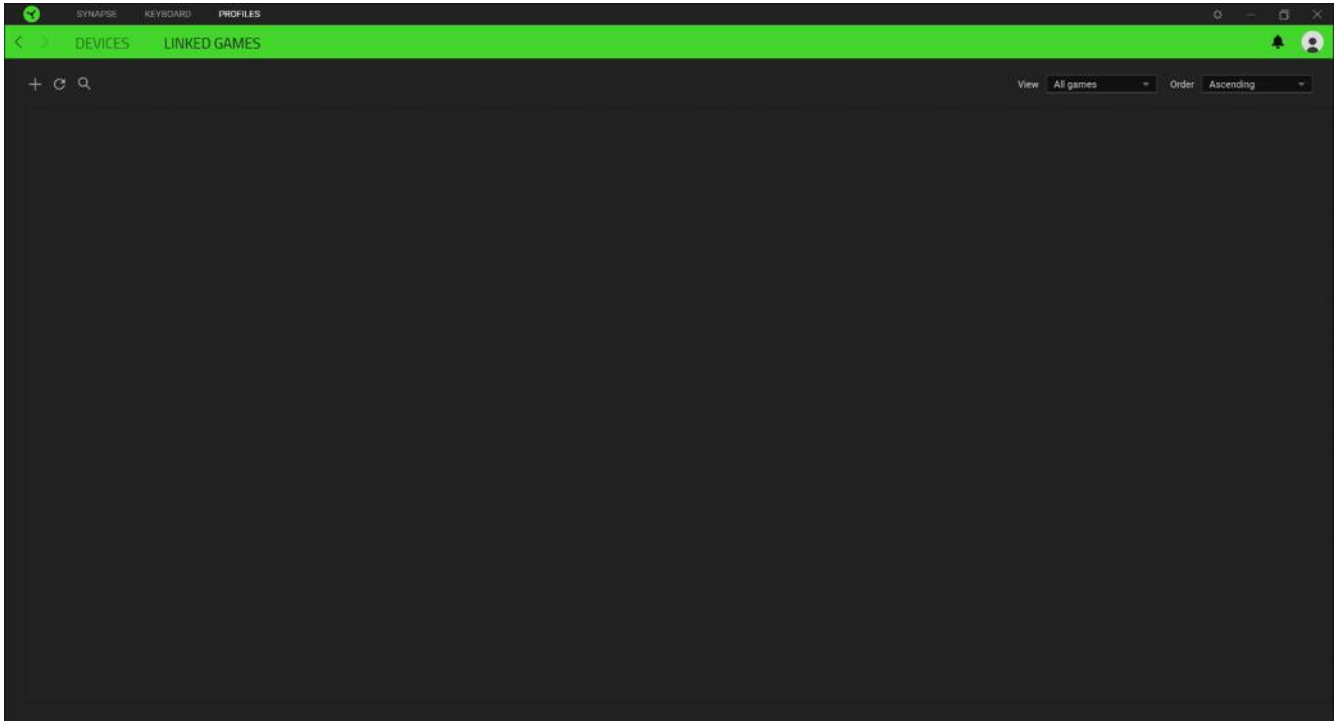 SYNAPSE KEYBOARD PROFILES
DEVICES LINKED GAMES
View All games Order Ascending